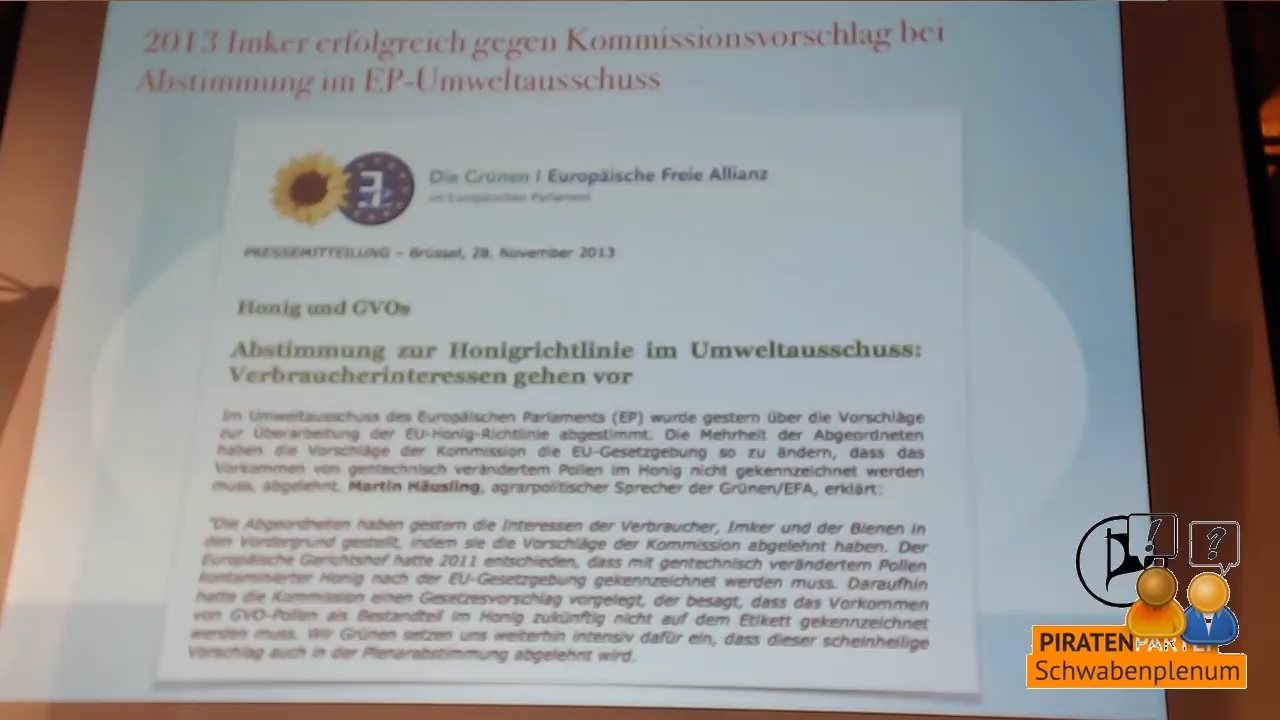 2013 Imker erfolgreich gegen Kommissionsvorschlag bei
Abstimmung im EP-Umweltausschuss
Die Grünen | Europäische Freie Allianz
im Europäischen Parlament
PRESSEMITTEILUNG – Brüssel, 28. November 2013
Honig und GVOs
Abstimmung zur Honigrichtlinie im Umweltausschuss:
Verbraucherinteressen gehen vor
Im Umweltausschuss des Europäischen Parlaments (EP) wurde gestern über die Vorschläge
zur Überarbeitung der EU-Honig-Richtlinie abgestimmt. Die Mehrheit der Abgeordneten
haben die Vorschläge der Kommission die EU-Gesetzgebung so zu ändern, dass das
Vorkommen von gentechnisch verändertem Pollen im Honig nicht gekennzeichnet werden
muss, abgelehnt. Martin Häusling, agrarpolitischer Sprecher der Grünen/EFA, erklärt:
"Die Abgeordneten haben gestern die Interessen der Verbraucher, Imker und der Bienen in
den Vordergrund gestellt, indem sie die Vorschläge der Kommission abgelehnt haben. Der
Europäische Gerichtshof hatte 2011 entschieden, dass mit gentechnisch verändertem Pollen
kontaminierter Honig nach der EU-Gesetzgebung gekennzeichnet werden muss. Daraufhin
hatte die Kommission einen Gesetzesvorschlag vorgelegt, der besagt, dass das Vorkommen
von GVO-Pollen als Bestandteil im Honig zukünftig nicht auf dem Etikett gekennzeichnet
werden muss. Wir Grünen setzen uns weiterhin intensiv dafür ein, dass dieser scheinheilige
Vorschlag auch in der Plenarabstimmung abgelehnt wird.
! ?
PIRATENPARTEI
Schwabenplenum